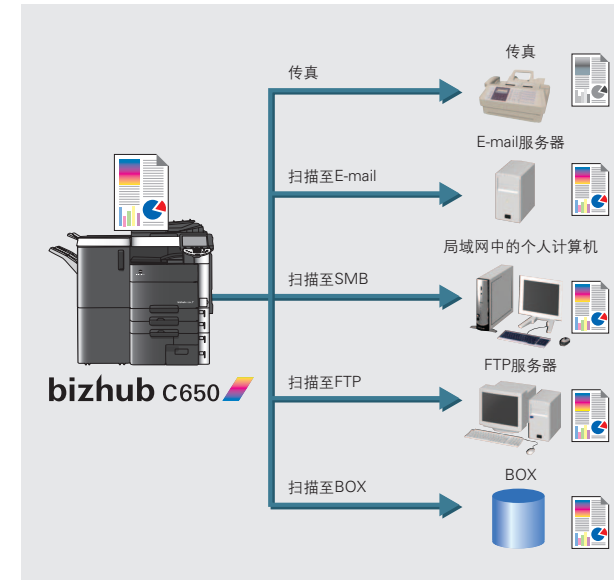 传真
传真
E-mail服务器
扫描至E-mail
局域网中的个人计算机
扫描至SMB
FTP服务器
扫描至FTP
bizhub C650
BOX
扫描至BOX